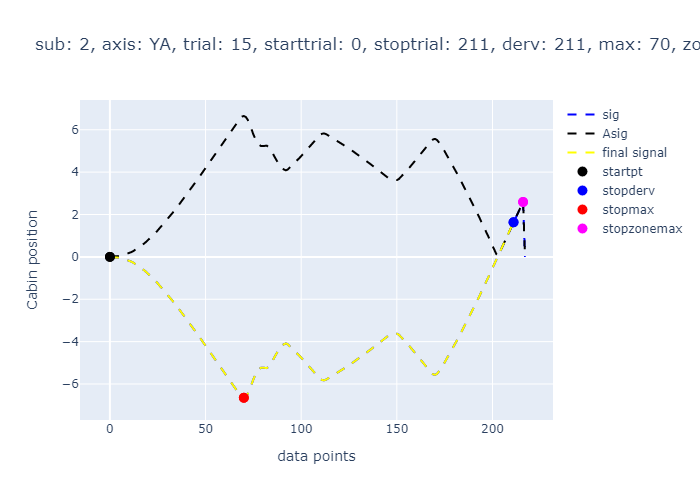 sub: 2, axis: YA, trial: 15, starttrial: 0, stoptrial: 211, derv: 211, max: 70, zo
sig
Asig
final signal
startpt
stopderv
stopmax
stopzonemax
Cabin position
6
4
2
0
−2
−4
−6
0 50 100 150 200
data points